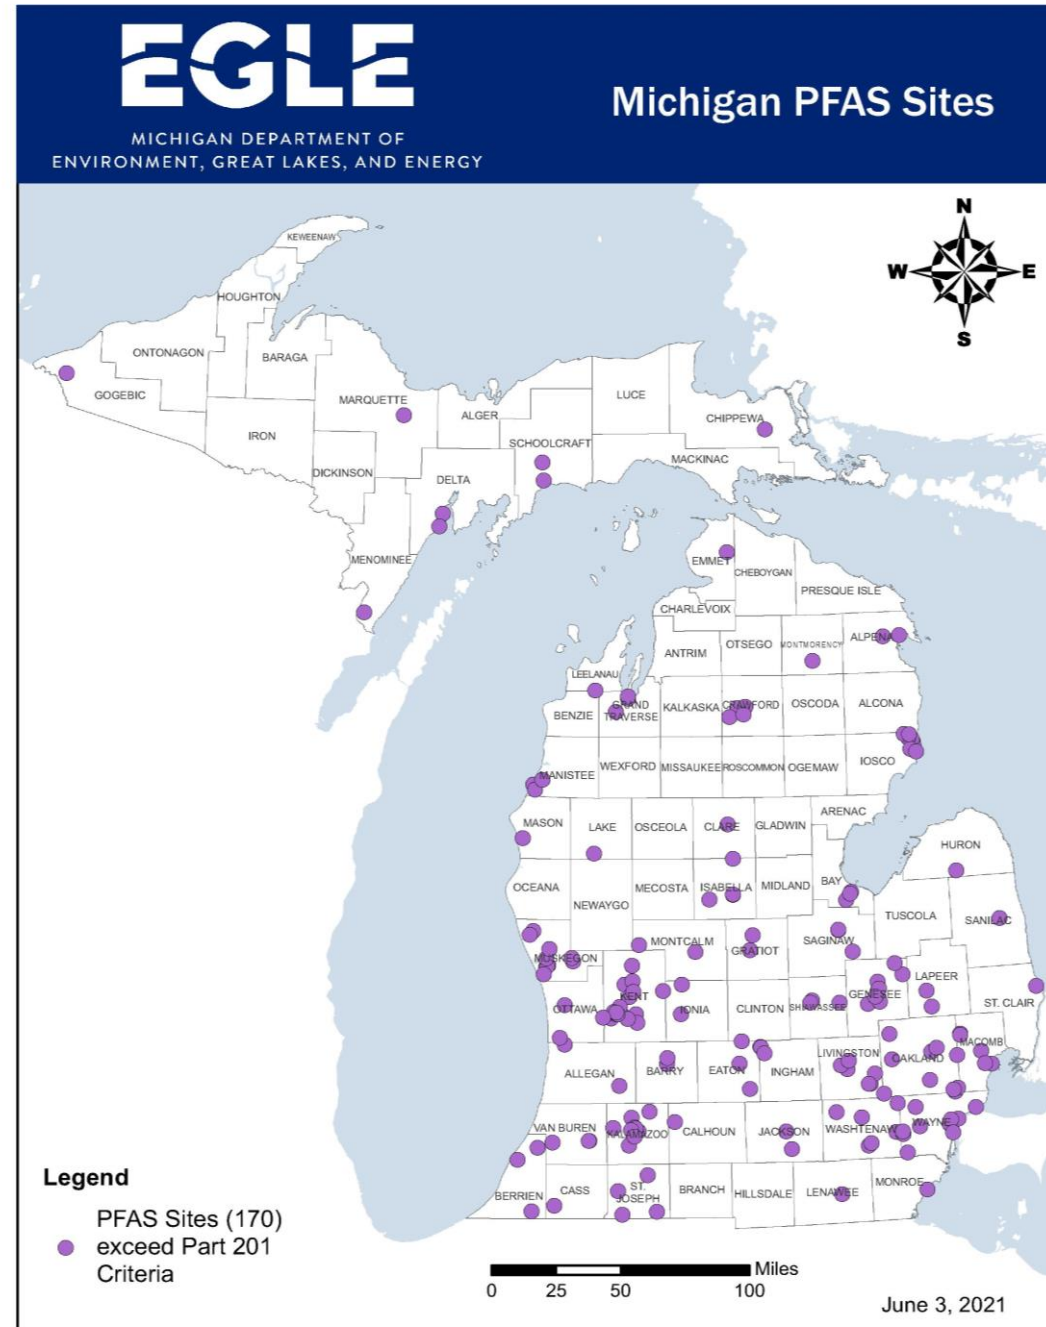 EGLE
MICHIGAN DEPARTMENT OF
ENVIRONMENT, GREAT LAKES, AND ENERGY
Michigan PFAS Sites
N
W
E
S
KEWEENAW
HOUGHTON
ONTONAGON
BARAGA
GOGEBIC
MARQUETTE
ALGER
LUCE
CHIPPEWA
IRON
SCHOOLCRAFT
MACKINAC
DICKINSON
DELTA
MENOMINEE
EMMET
CHEBOYGAN
PRESQUE ISLE
CHARLEVOIX
ANTRIM
OTSEGO
MONTMORENCY
ALPENA
LEELANAU
BENZIE
GRAND
TRAVERSE
KALKASKA
CRAWFORD
OSCODA
ALCONA
MANISTEE
WEXFORD
MISSAUKEE
ROSCOMMON
OGEMAW
IOSCO
MASON
LAKE
OSCEOLA
CLARE
GLADWIN
ARENAC
HURON
OCEANA
NEWAYGO
MECOSTA
ISABELLA
MIDLAND
BAY
TUSCOLA
SANILAC
MUSKEGON
MONTCALM
GRATIOT
SAGINAW
OTTAWA
KENT
IONIA
CLINTON
SHIAWASSEE
GENESEE
LAPEER
ST. CLAIR
ALLEGAN
BARRY
EATON
INGHAM
LIVINGSTON
OAKLAND
MACOMB
VAN BUREN
KALAMAZOO
CALHOUN
JACKSON
WASHTENAW
WAYNE
BERRIEN
CASS
ST.
JOSEPH
BRANCH
HILLSDALE
LENAWEE
MONROE
Legend
PFAS Sites (170)
exceed Part 201
Criteria
Miles
0 25 50 100
June 3, 2021